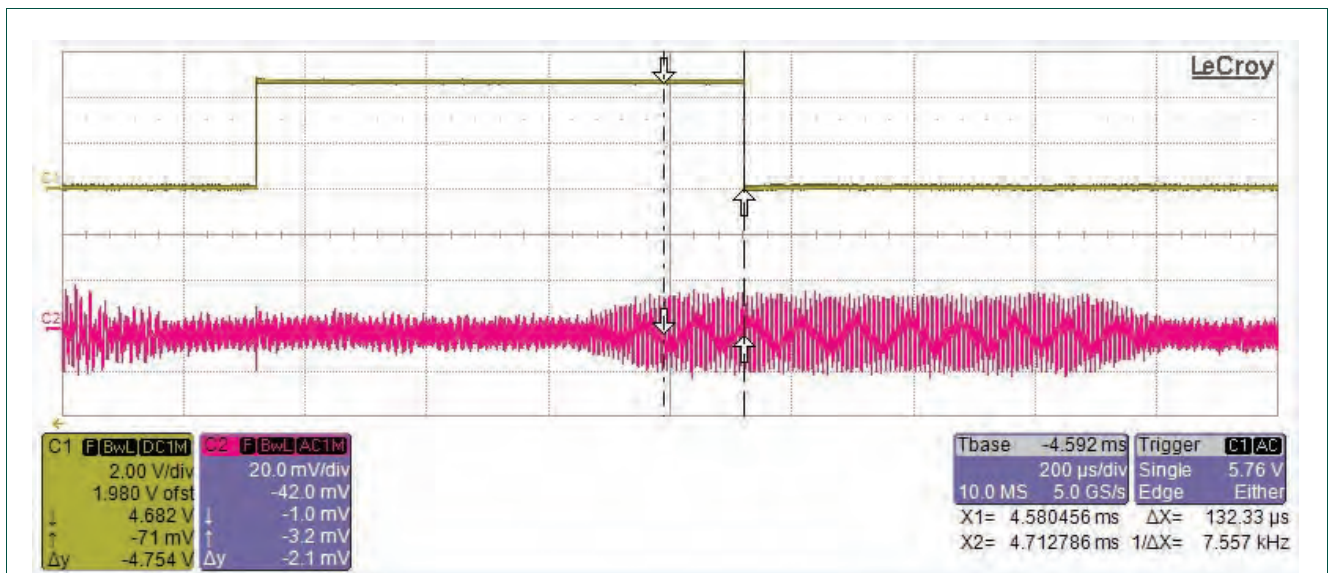 LeCroy
C1
C2
C1 F BwL DC1M
2.00 V/div
1.980 V ofst
↓ 4.682 V
↑ -71 mV
Δy -4.754 V
C2 F BwL AC1M
20.0 mV/div
-42.0 mV
↓ -1.0 mV
↑ -3.2 mV
Δy -2.1 mV
Tbase -4.592 ms
200 µs/div
10.0 MS 5.0 GS/s
Trigger C1 AC
Single 5.76 V
Edge Either
X1= 4.580456 ms ΔX= 132.33 µs
X2= 4.712786 ms 1/ΔX= 7.557 kHz